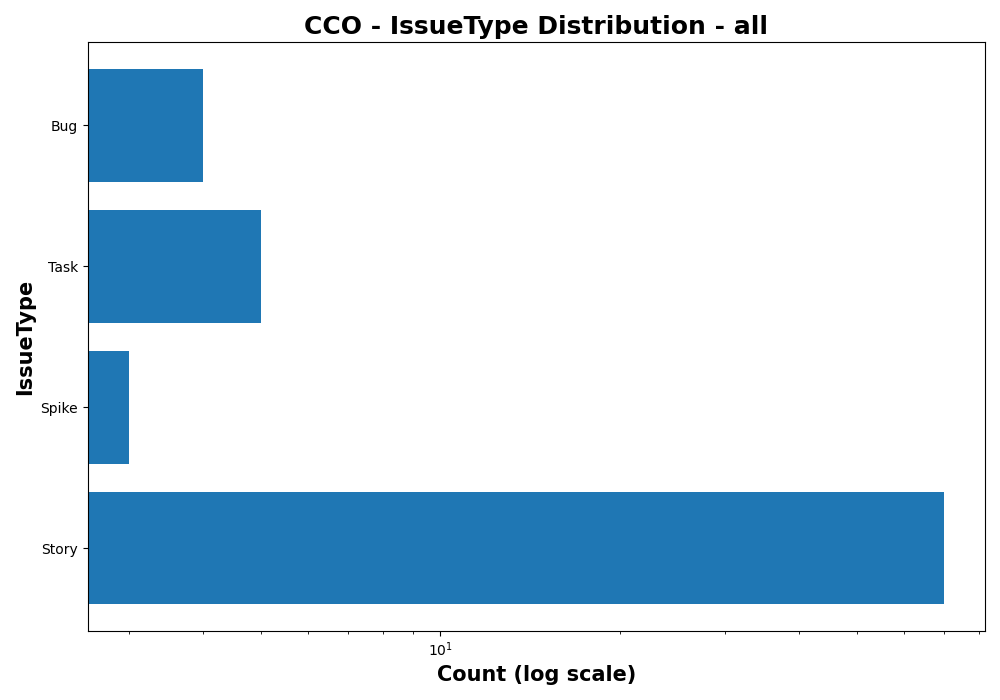 CCO - IssueType Distribution - all
IssueType
Bug
Task
Spike
Story
10¹
Count (log scale)